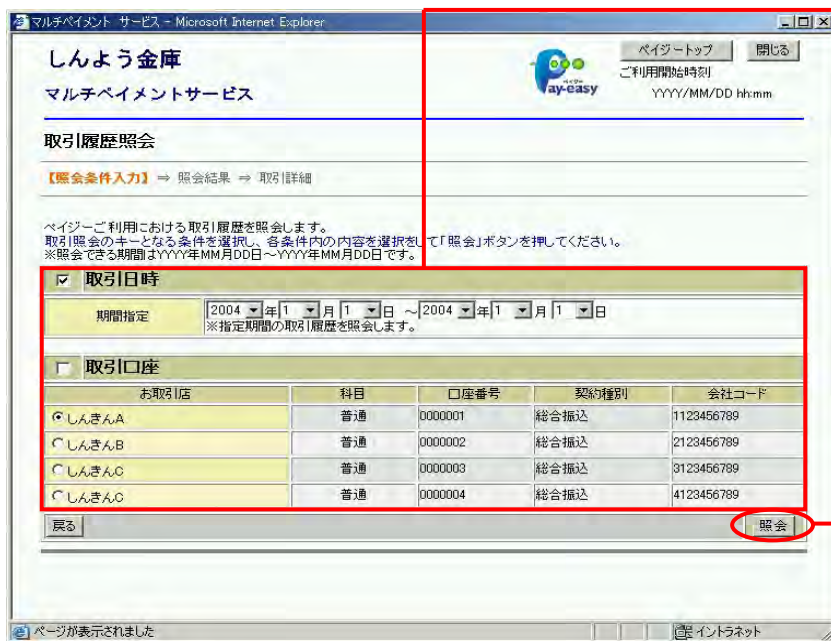 マルチペイメント サービス - Microsoft Internet Explorer
しんよう金庫
マルチペイメントサービス
Pay-easy
ペイジートップ
閉じる
ご利用開始時刻
YYYY/MM/DD hh:mm
取引履歴照会
【照会条件入力】 ⇒ 照会結果 ⇒ 取引詳細
ペイジーご利用における取引履歴を照会します。
取引照会のキーとなる条件を選択し、各条件内の内容を選択をして「照会」ボタンを押してください。
※照会できる期間はYYYY年MM月DD日～YYYY年MM月DD日です。
取引日時
期間指定 2004 年 1 月 1 日 ～ 2004 年 1 月 1 日
※指定期間の取引履歴を照会します。
取引口座
お取引店 科目 口座番号 契約種別 会社コード
しんきんA 普通 0000001 総合振込 1123456789
しんきんB 普通 0000002 総合振込 2123456789
しんきんC 普通 0000003 総合振込 3123456789
しんきんC 普通 0000004 総合振込 4123456789
戻る 照会
ページが表示されました イントラネット